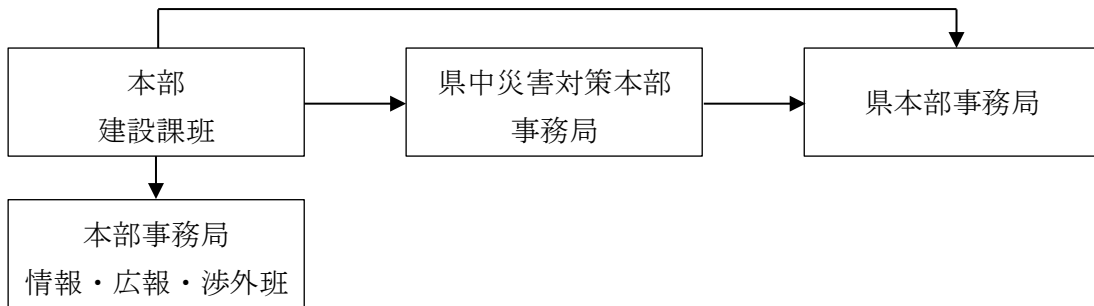 本部
建設課班
県中災害対策本部
事務局
県本部事務局
本部事務局
情報・広報・渉外班